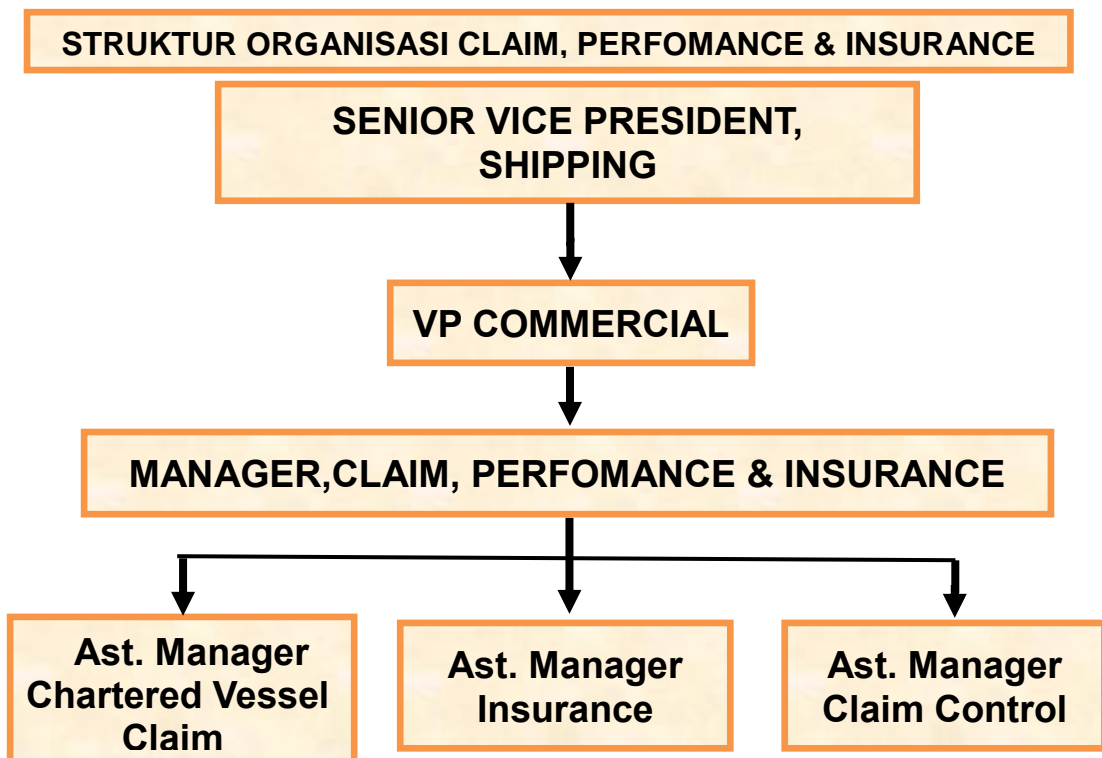 STRUKTUR ORGANISASI CLAIM, PERFOMANCE & INSURANCE
SENIOR VICE PRESIDENT,
SHIPPING
VP COMMERCIAL
MANAGER,CLAIM, PERFOMANCE & INSURANCE
Ast. Manager
Chartered Vessel
Claim
Ast. Manager
Insurance
Ast. Manager
Claim Control